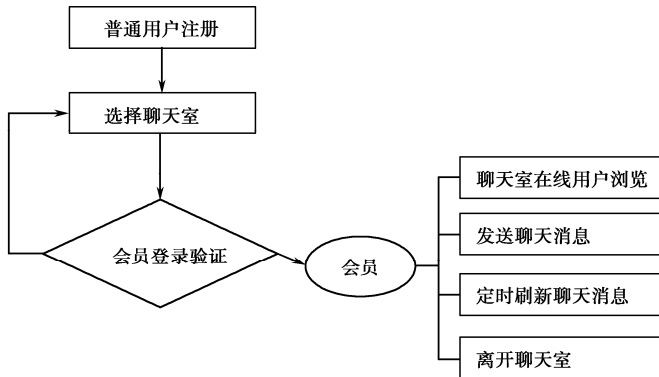 普通用户注册
选择聊天室
会员登录验证
会员
聊天室在线用户浏览
发送聊天消息
定时刷新聊天消息
离开聊天室